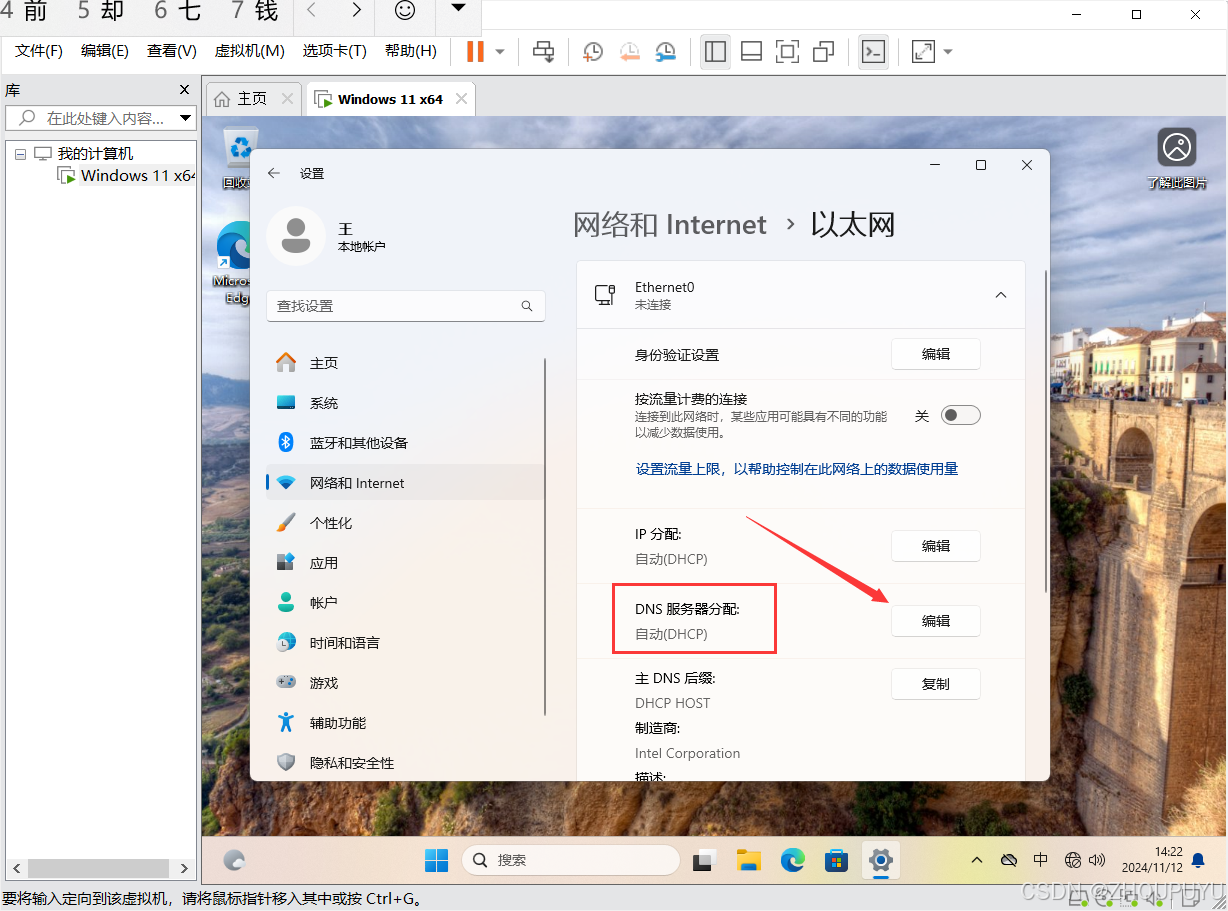 4 前 5 却 6 七 7 钱
文件(F) 编辑(E) 查看(V) 虚拟机(M) 选项卡(T) 帮助(H)
库
主页
Windows 11 x64
在此处键入内容...
我的计算机
Windows 11 x64
回收
Micros
Edg
了解此图片
设置
王
本地帐户
查找设置
主页
系统
蓝牙和其他设备
网络和 Internet
个性化
应用
帐户
时间和语言
游戏
辅助功能
隐私和安全性
网络和 Internet › 以太网
Ethernet0
未连接
身份验证设置
编辑
按流量计费的连接
连接到此网络时，某些应用可能具有不同的功能
以减少数据使用。
关
设置流量上限，以帮助控制在此网络上的数据使用量
IP 分配:
自动(DHCP)
编辑
DNS 服务器分配:
自动(DHCP)
编辑
主 DNS 后缀:
DHCP HOST
复制
制造商:
Intel Corporation
描述:
搜索
中
14:22
2024/11/12
要将输入定向到该虚拟机，请将鼠标指针移入其中或按 Ctrl+G。
CSDN @ZHOUPUYU